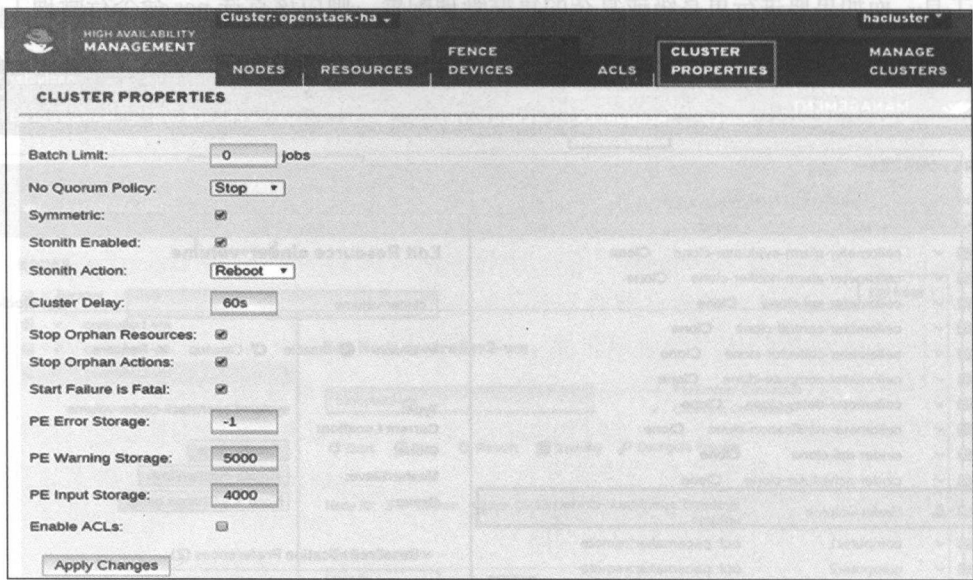 Cluster: openstack-ha
hacluster
HIGH AVAILABILITY
MANAGEMENT
NODES
RESOURCES
FENCE
DEVICES
ACLS
CLUSTER
PROPERTIES
MANAGE
CLUSTERS
CLUSTER PROPERTIES
Batch Limit: 0 jobs
No Quorum Policy: Stop
Symmetric:
Stonith Enabled:
Stonith Action: Reboot
Cluster Delay: 60s
Stop Orphan Resources:
Stop Orphan Actions:
Start Failure is Fatal:
PE Error Storage: -1
PE Warning Storage: 5000
PE Input Storage: 4000
Enable ACLs:
Apply Changes